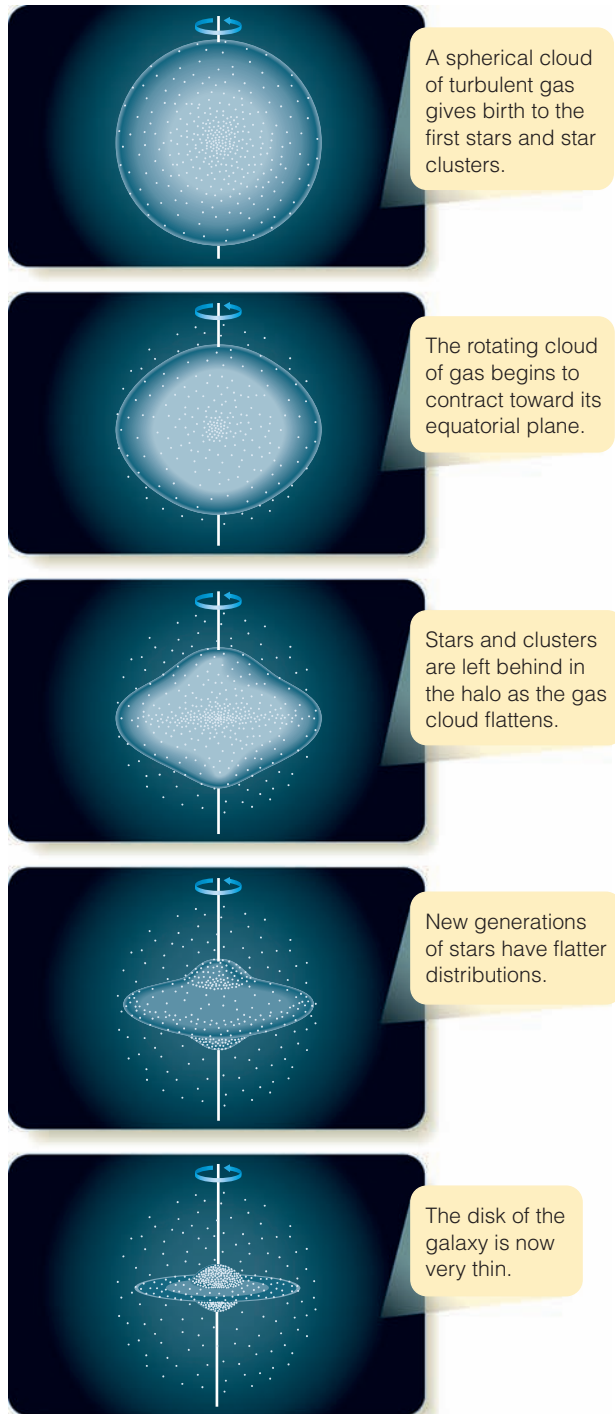 A spherical cloud
of turbulent gas
gives birth to the
first stars and star
clusters.
The rotating cloud
of gas begins to
contract toward its
equatorial plane.
Stars and clusters
are left behind in
the halo as the gas
cloud flattens.
New generations
of stars have flatter
distributions.
The disk of the
galaxy is now
very thin.